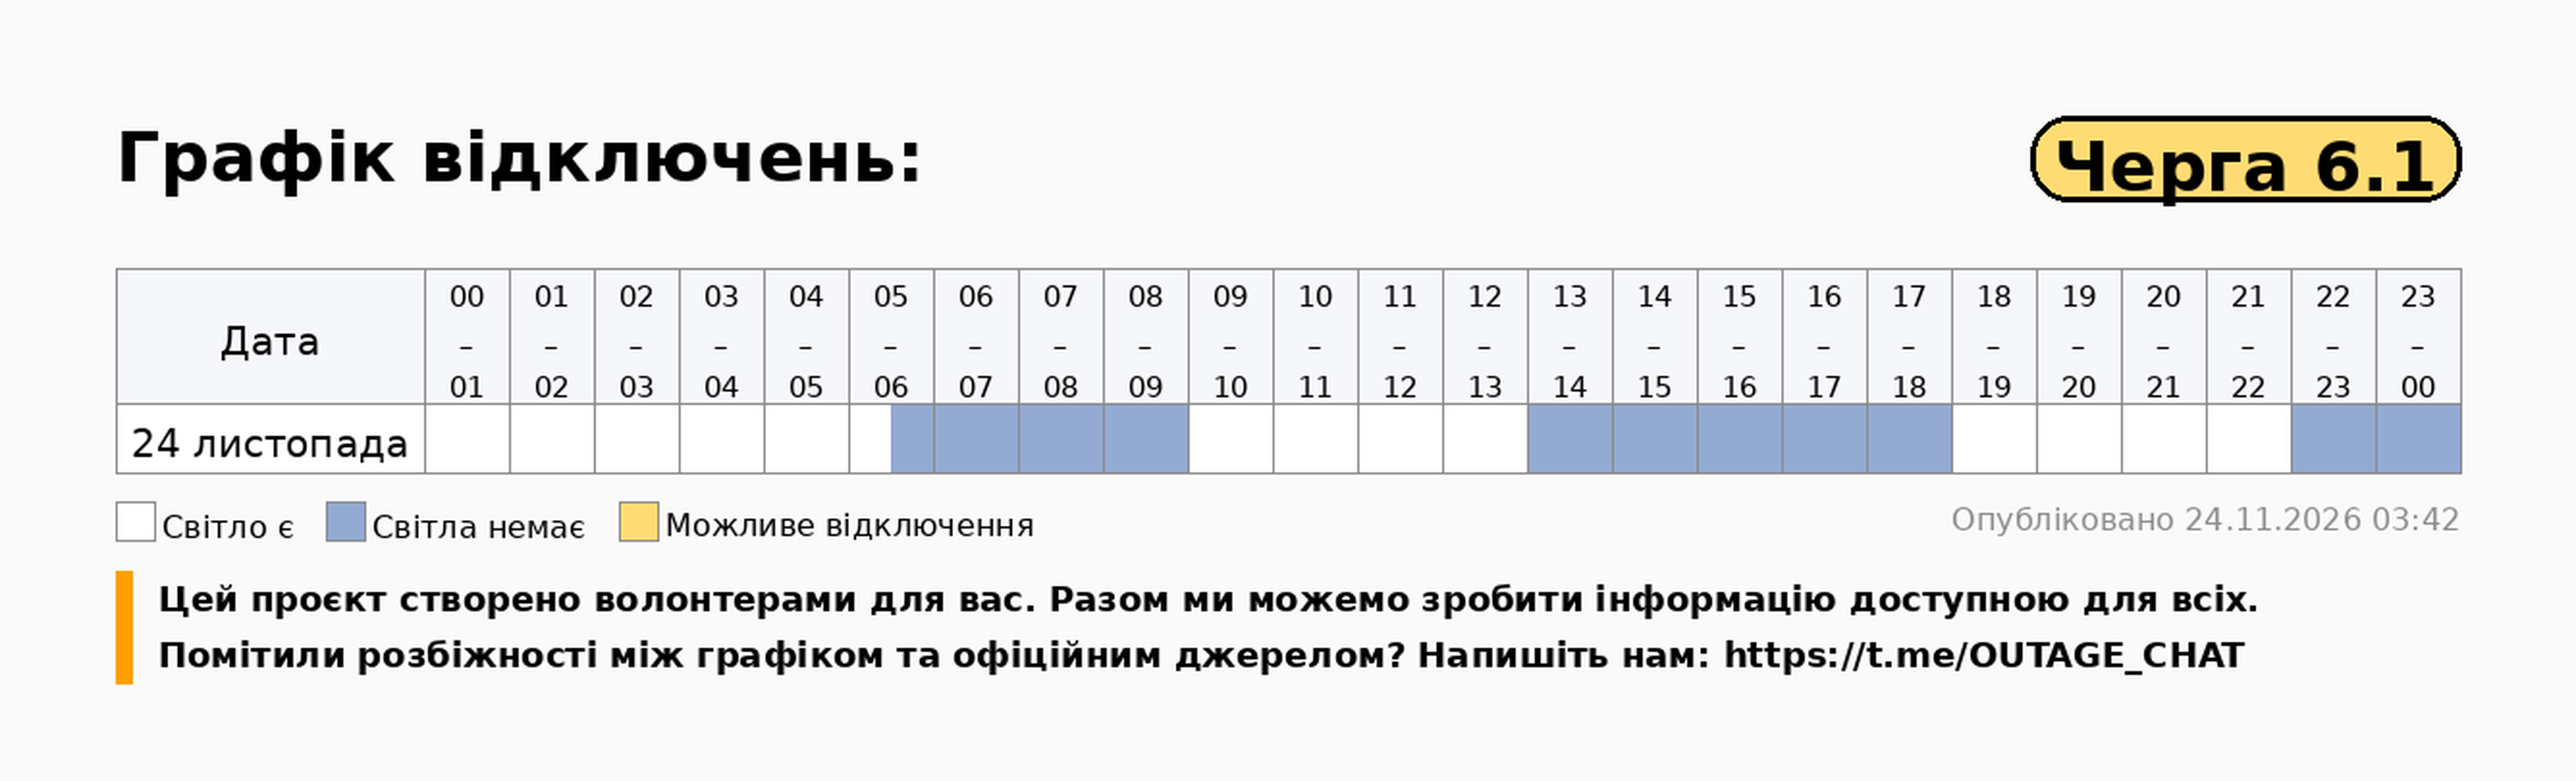 Графік відключень:
Черга 6.1
Дата
00 – 01
01 – 02
02 – 03
03 – 04
04 – 05
05 – 06
06 – 07
07 – 08
08 – 09
09 – 10
10 – 11
11 – 12
12 – 13
13 – 14
14 – 15
15 – 16
16 – 17
17 – 18
18 – 19
19 – 20
20 – 21
21 – 22
22 – 23
23 – 00
24 листопада
Світло є
Світла немає
Можливе відключення
Опубліковано 24.11.2026 03:42
Цей проєкт створено волонтерами для вас. Разом ми можемо зробити інформацію доступною для всіх.
Помітили розбіжності між графіком та офіційним джерелом? Напишіть нам: https://t.me/OUTAGE_CHAT